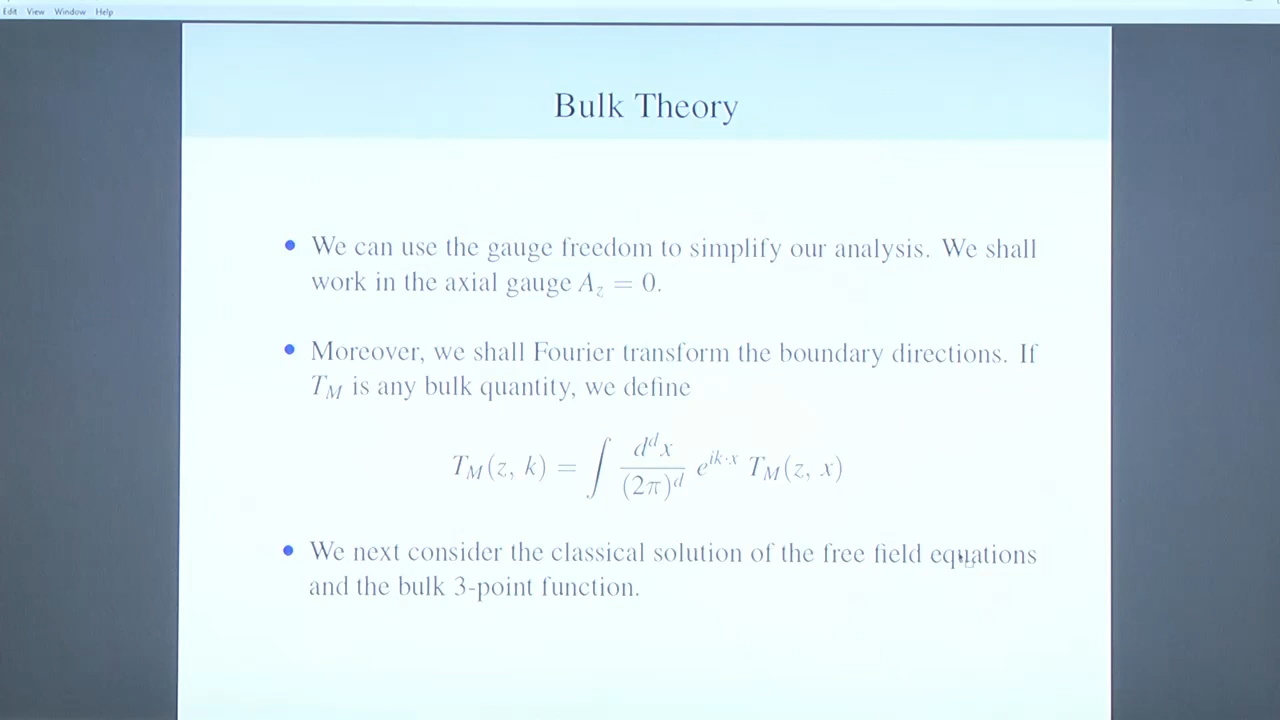 Edit View Window Help
Bulk Theory
• We can use the gauge freedom to simplify our analysis. We shall
work in the axial gauge A_z = 0.
• Moreover, we shall Fourier transform the boundary directions. If
T_M is any bulk quantity, we define
T_M(z, k) = ∫ d^d x / (2π)^d e^{ik·x} T_M(z, x)
• We next consider the classical solution of the free field equations
and the bulk 3-point function.